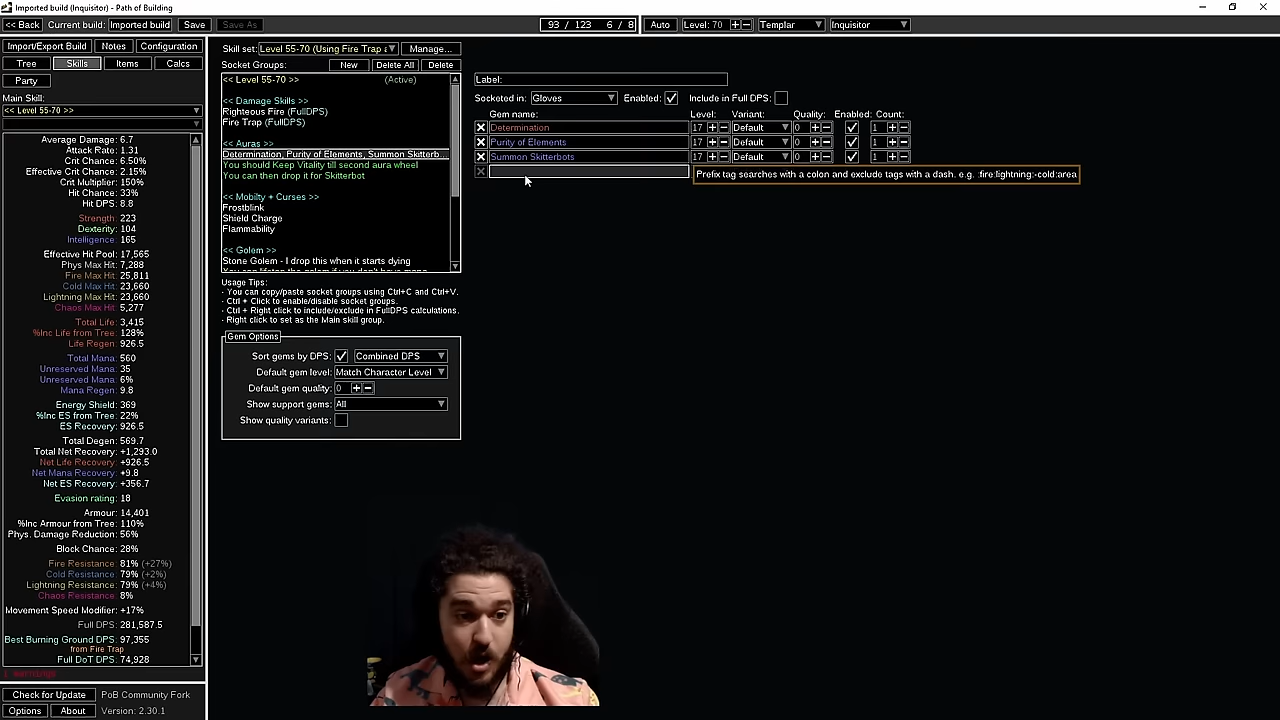 Imported build (Inquisitor) - Path of Building
<< Back Current build: Imported build Save Save As 93 / 123 6 / 8 Auto Level: 70 + - Templar Inquisitor
Import/Export Build Notes Configuration
Tree Skills Items Calcs
Party
Main Skill:
<< Level 55-70 >>
Average Damage: 6.7
Attack Rate: 1.31
Crit Chance: 6.50%
Effective Crit Chance: 2.15%
Crit Multiplier: 150%
Hit Chance: 33%
Hit DPS: 8.8
Strength: 223
Dexterity: 104
Intelligence: 165
Effective Hit Pool: 17,565
Phys Max Hit: 7,288
Fire Max Hit: 25,811
Cold Max Hit: 23,660
Lightning Max Hit: 23,660
Chaos Max Hit: 5,277
Total Life: 3,415
%Inc Life from Tree: 128%
Life Regen: 926.5
Total Mana: 560
Unreserved Mana: 35
Unreserved Mana: 6%
Mana Regen: 9.8
Energy Shield: 369
%Inc ES from Tree: 22%
ES Recovery: 926.5
Total Degen: 569.7
Total Net Recovery: +1,293.0
Net Life Recovery: +926.5
Net Mana Recovery: +9.8
Net ES Recovery: +356.7
Evasion rating: 18
Armour: 14,401
%Inc Armour from Tree: 110%
Phys. Damage Reduction: 56%
Block Chance: 28%
Fire Resistance: 81% (+27%)
Cold Resistance: 79% (+2%)
Lightning Resistance: 79% (+4%)
Chaos Resistance: 8%
Movement Speed Modifier: +17%
Full DPS: 281,587.5
Best Burning Ground DPS: 97,355
from Fire Trap
Full DoT DPS: 74,928
1 warnings
Check for Update PoB Community Fork
Options About Version: 2.30.1
Skill set: Level 55-70 (Using Fire Trap Manage...
Socket Groups: New Delete All Delete
<< Level 55-70 >> (Active)
<< Damage Skills >>
Righteous Fire (FullDPS)
Fire Trap (FullDPS)
<< Auras >>
Determination, Purity of Elements, Summon Skitterb...
You should Keep Vitality till second aura wheel
You can then drop it for Skitterbot
<< Mobilty + Curses >>
Frostblink
Shield Charge
Flammability
<< Golem >>
Stone Golem - I drop this when it starts dying
Usage Tips:
- You can copy/paste socket groups using Ctrl+C and Ctrl+V.
- Ctrl + Click to enable/disable socket groups.
- Ctrl + Right click to include/exclude in FullDPS calculations.
- Right click to set as the Main skill group.
Gem Options
Sort gems by DPS: Combined DPS
Default gem level: Match Character Level
Default gem quality: 0 + -
Show support gems: All
Show quality variants:
Label:
Socketed in: Gloves Enabled: Include in Full DPS:
Gem name: Level: Variant: Quality: Enabled: Count:
X Determination 17 + - Default 0 + - 1 + -
X Purity of Elements 17 + - Default 0 + - 1 + -
X Summon Skitterbots 17 + - Default 0 + - 1 + -
X Prefix tag searches with a colon and exclude tags with a dash. e.g. :fire:lightning:-cold:area